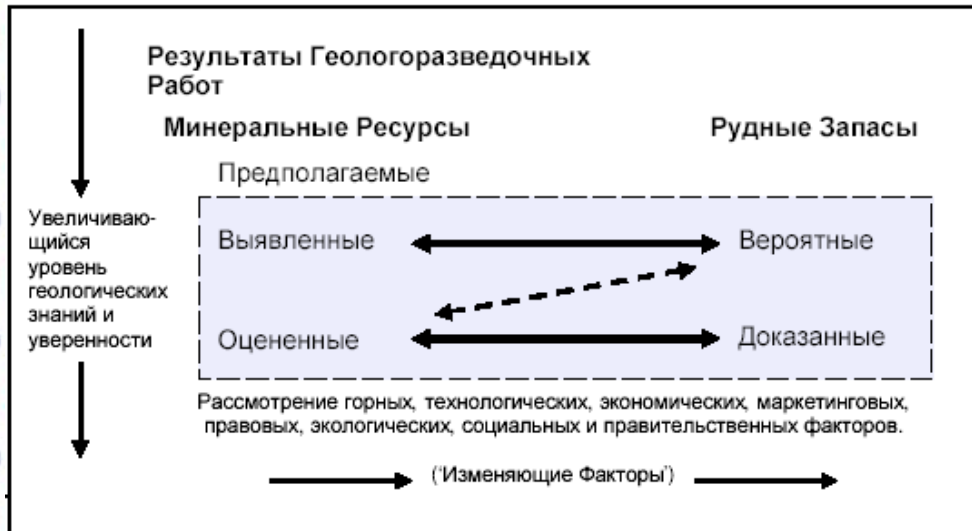 Результаты Геологоразведочных
Работ
Минеральные Ресурсы
Рудные Запасы
Предполагаемые
Увеличиваю-
щийся
уровень
геологических
знаний и
уверенности
Выявленные
Вероятные
Оцененные
Доказанные
Рассмотрение горных, технологических, экономических, маркетинговых,
правовых, экологических, социальных и правительственных факторов.
(‘Изменяющие Факторы’)